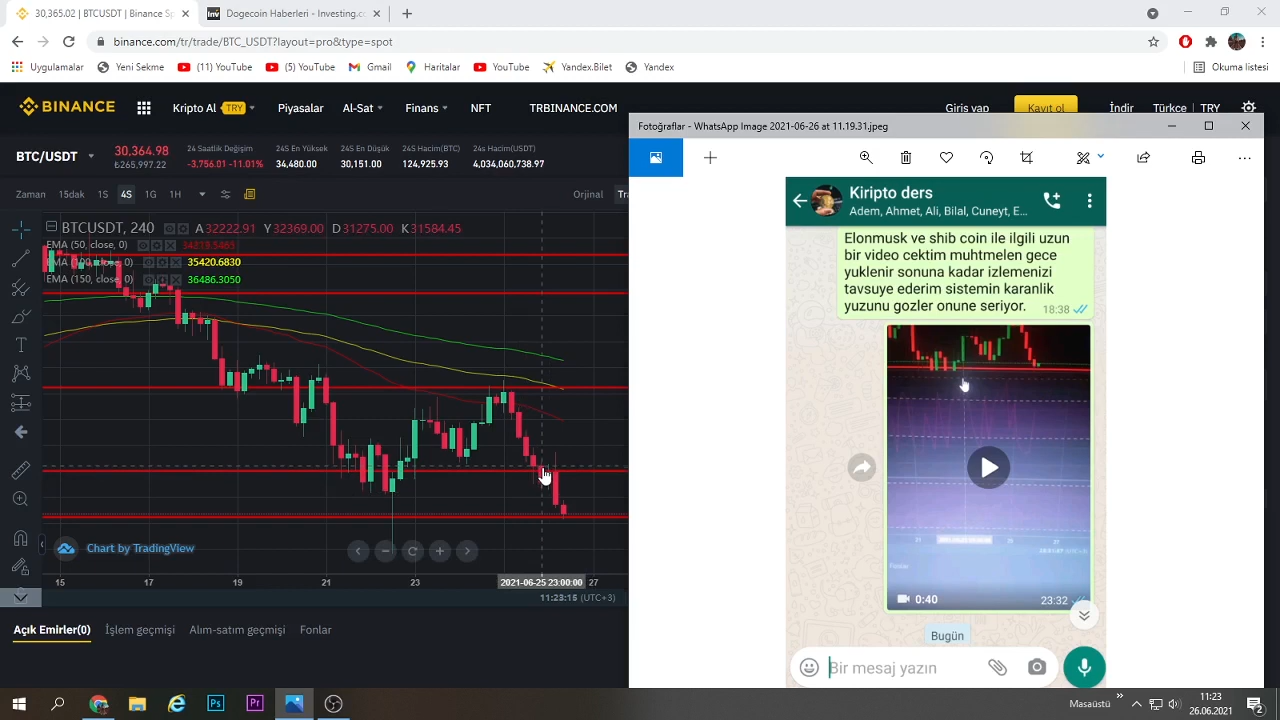 30,365.02 | BTCUSDT | Binance Sp
Dogecoin Haberleri - Investing.co
binance.com/tr/trade/BTC_USDT?layout=pro&type=spot
Uygulamalar
Yeni Sekme
(11) YouTube
(5) YouTube
Gmail
Haritalar
YouTube
Yandex.Bilet
Yandex
Okuma listesi
BINANCE
Kripto Al
TRY
Piyasalar
Al-Sat
Finans
NFT
TRBINANCE.COM
Giriş yap
Kayıt ol
İndir
Türkçe
TRY
BTC/USDT
30,364.98
₺265,997.22
24 Saatlik Değişim
-3,756.01 -11.01%
24S En Yüksek
34,480.00
24S En Düşük
30,151.00
24S Hacim(BTC)
124,925.93
24S Hacim(USDT)
4,034,060,738.97
Zaman
15dak
1S
4S
1G
1H
Orijinal
BTCUSDT, 240
A32222.91 Y32369.00 D31275.00 K31584.45
EMA (50, close, 0)
35420.6830
EMA (150, close, 0)
36486.3050
Chart by TradingView
15
17
19
21
23
2021-06-25 23:00:00
27
11:23:15 (UTC+3)
Açık Emirler(0)
İşlem geçmişi
Alım-satım geçmişi
Fonlar
Fotoğraflar - WhatsApp Image 2021-06-26 at 11.19.31.jpeg
Kiripto ders
Adem, Ahmet, Ali, Bilal, Cuneyt, E...
Elonmusk ve shib coin ile ilgili uzun
bir video cektim muhtmelen gece
yuklenir sonuna kadar izlemenizi
tavsuye ederim sistemin karanlik
yuzunu gozler onune seriyor.
18:38
0:40
23:32
Bugün
Bir mesaj yazın
Masaüstü
11:23
26.06.2021
2